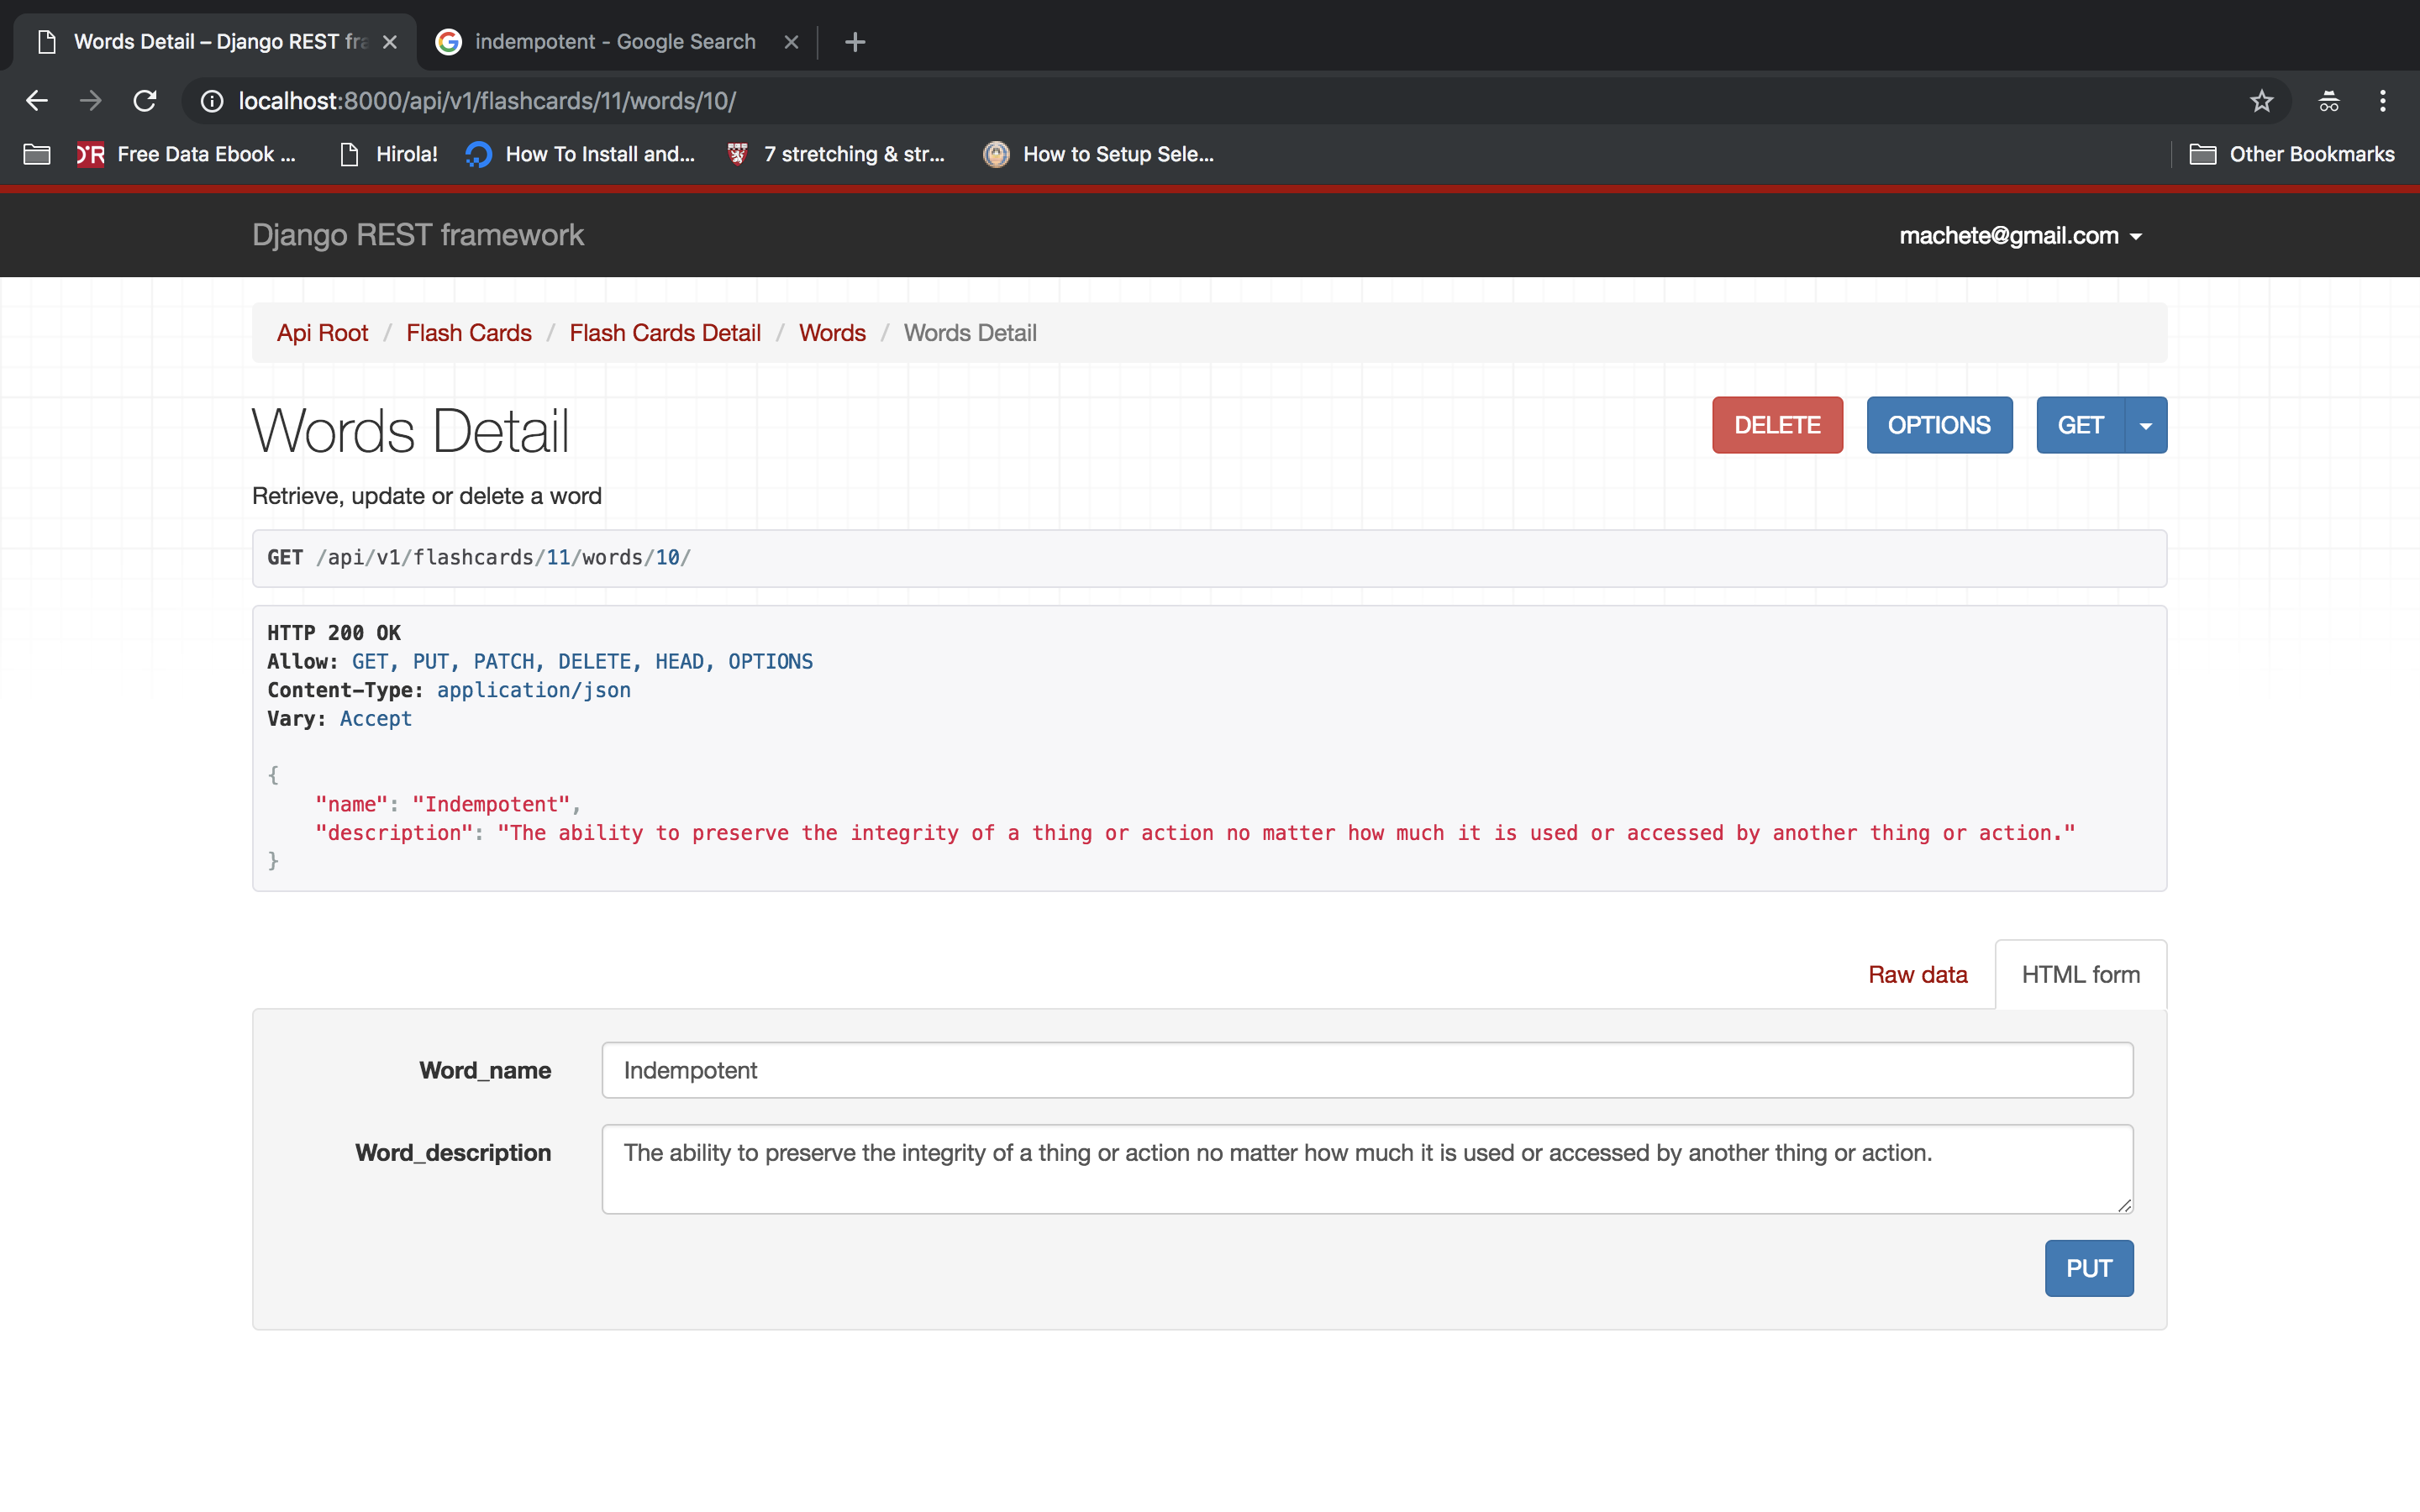 Words Detail – Django REST fra
indempotent - Google Search
localhost:8000/api/v1/flashcards/11/words/10/
Free Data Ebook ...
Hirola!
How To Install and...
7 stretching & str...
How to Setup Sele...
Other Bookmarks
Django REST framework
machete@gmail.com
Api Root / Flash Cards / Flash Cards Detail / Words / Words Detail
Words Detail
DELETE
OPTIONS
GET
Retrieve, update or delete a word
GET /api/v1/flashcards/11/words/10/
HTTP 200 OK
Allow: GET, PUT, PATCH, DELETE, HEAD, OPTIONS
Content-Type: application/json
Vary: Accept
{
"name": "Indempotent",
"description": "The ability to preserve the integrity of a thing or action no matter how much it is used or accessed by another thing or action."
}
Raw data
HTML form
Word_name
Indempotent
Word_description
The ability to preserve the integrity of a thing or action no matter how much it is used or accessed by another thing or action.
PUT